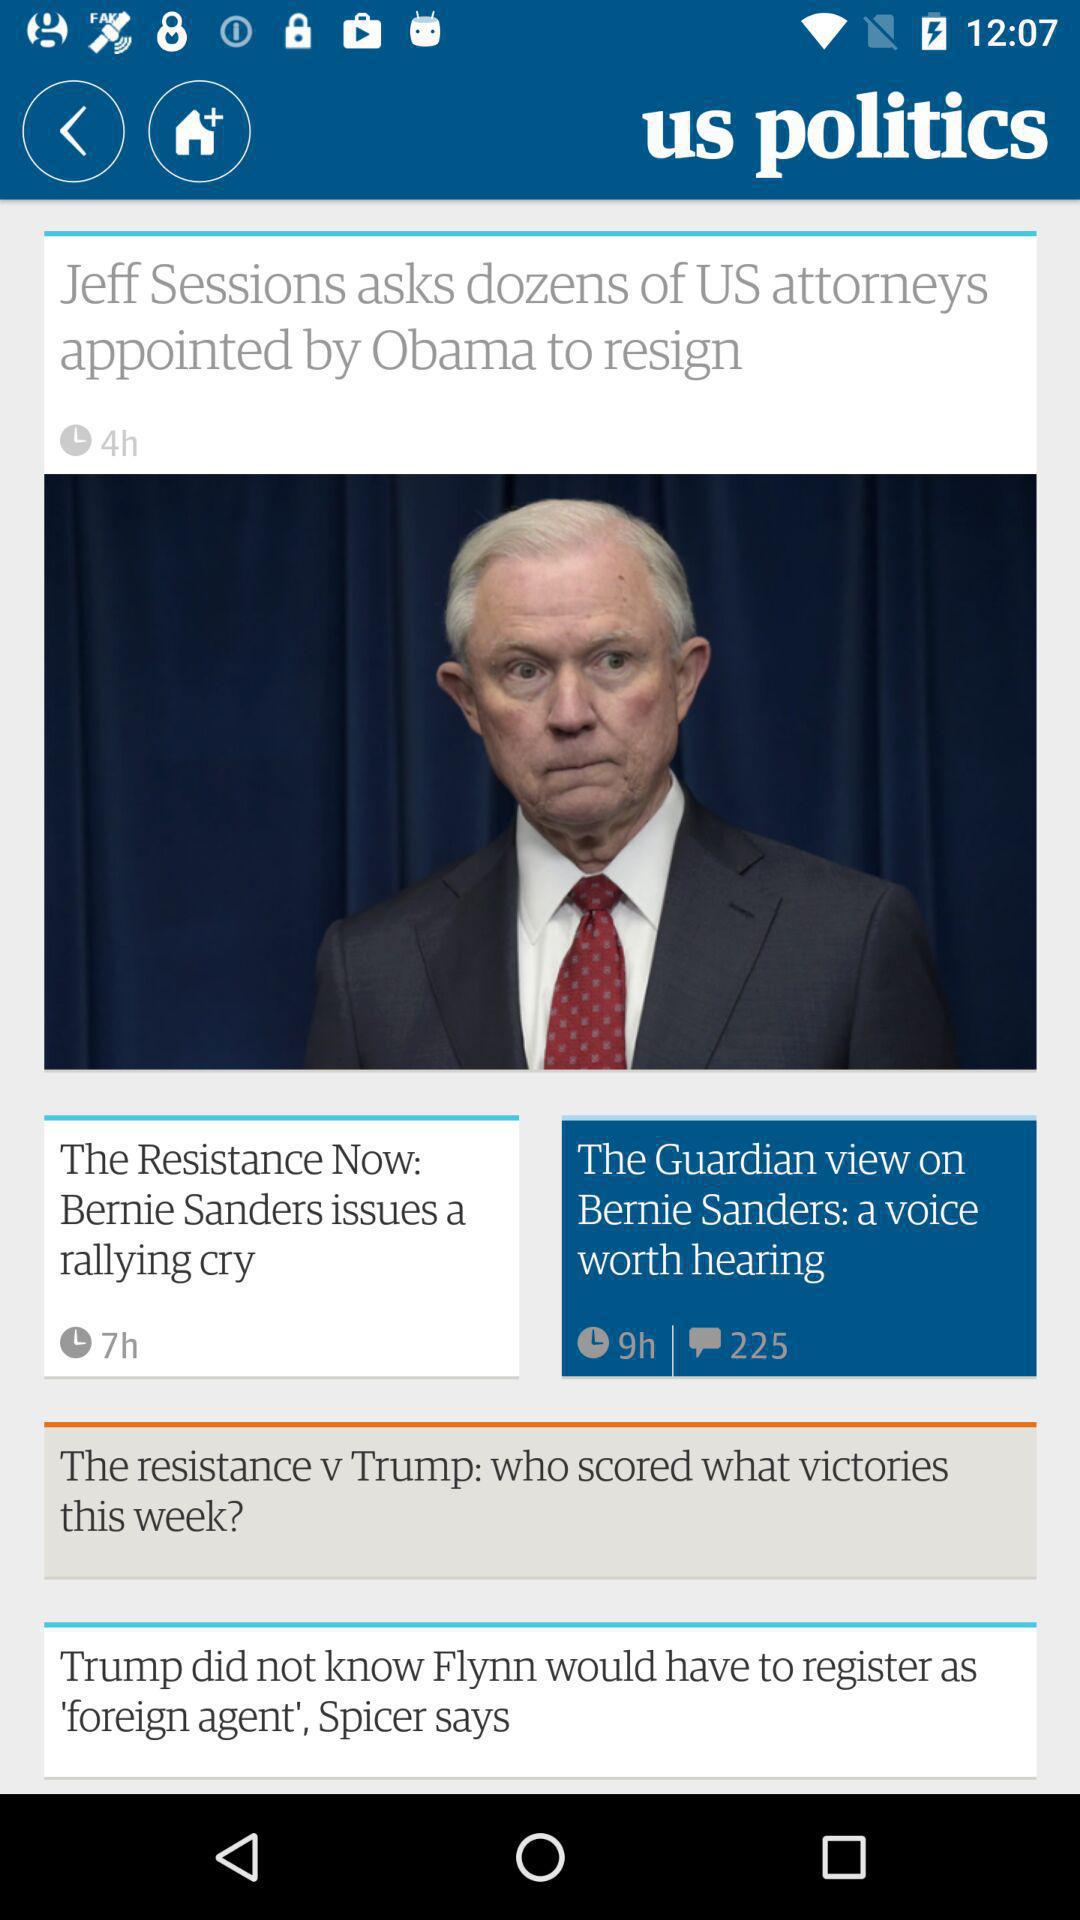 FAKE
12:07
us politics
Jeff Sessions asks dozens of US attorneys
appointed by Obama to resign
4h
The Resistance Now:
Bernie Sanders issues a
rallying cry
7h
The Guardian view on
Bernie Sanders: a voice
worth hearing
9h
225
The resistance v Trump: who scored what victories
this week?
Trump did not know Flynn would have to register as
'foreign agent', Spicer says